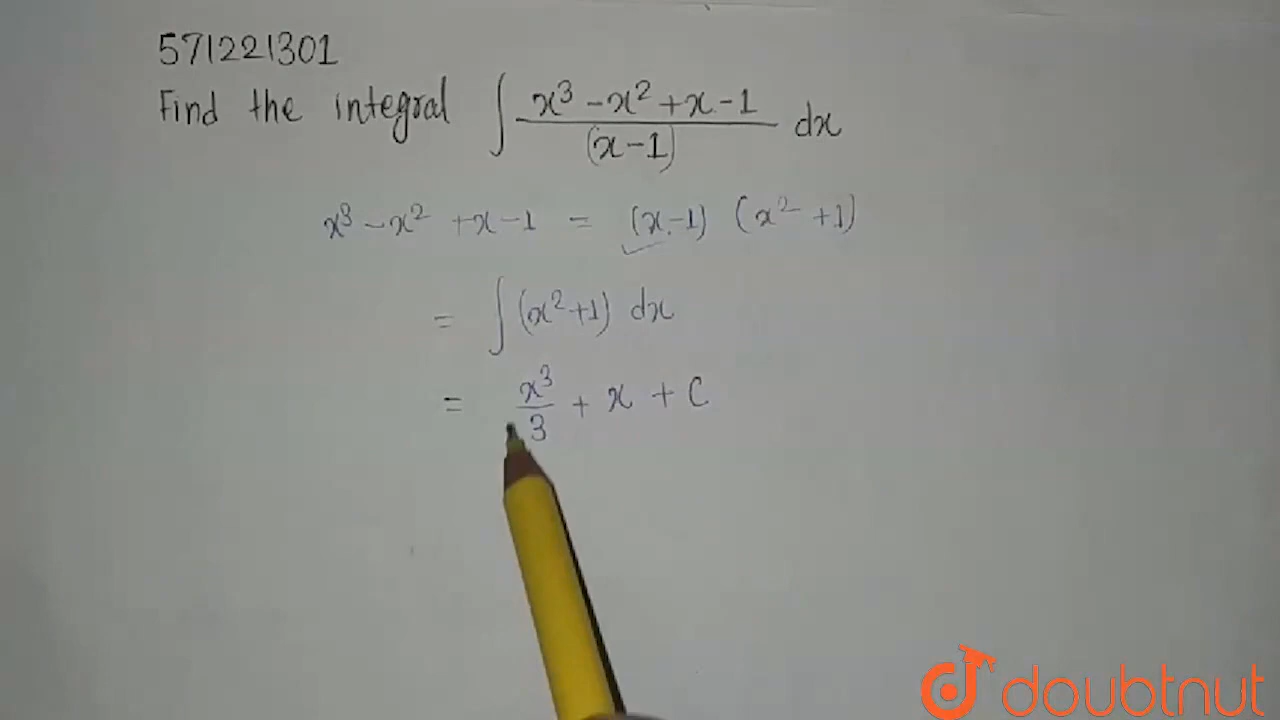 571221301
Find the integral ∫ (x³ - x² + x - 1)/(x-1) dx
x³ - x² + x - 1 = (x-1) (x² + 1)
= ∫ (x²+1) dx
= x³/3 + x + C
doubtnut